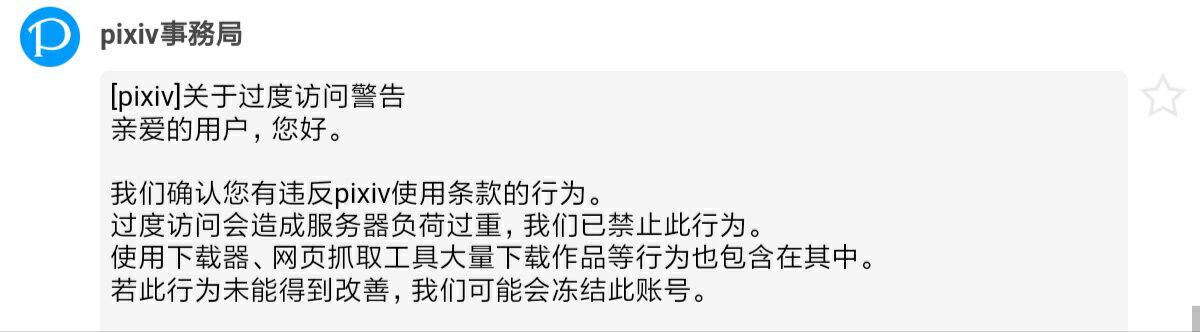 pixiv事務局
[pixiv]关于过度访问警告
亲爱的用户，您好。
我们确认您有违反pixiv使用条款的行为。
过度访问会造成服务器负荷过重，我们已禁止此行为。
使用下载器、网页抓取工具大量下载作品等行为也包含在其中。
若此行为未能得到改善，我们可能会冻结此账号。